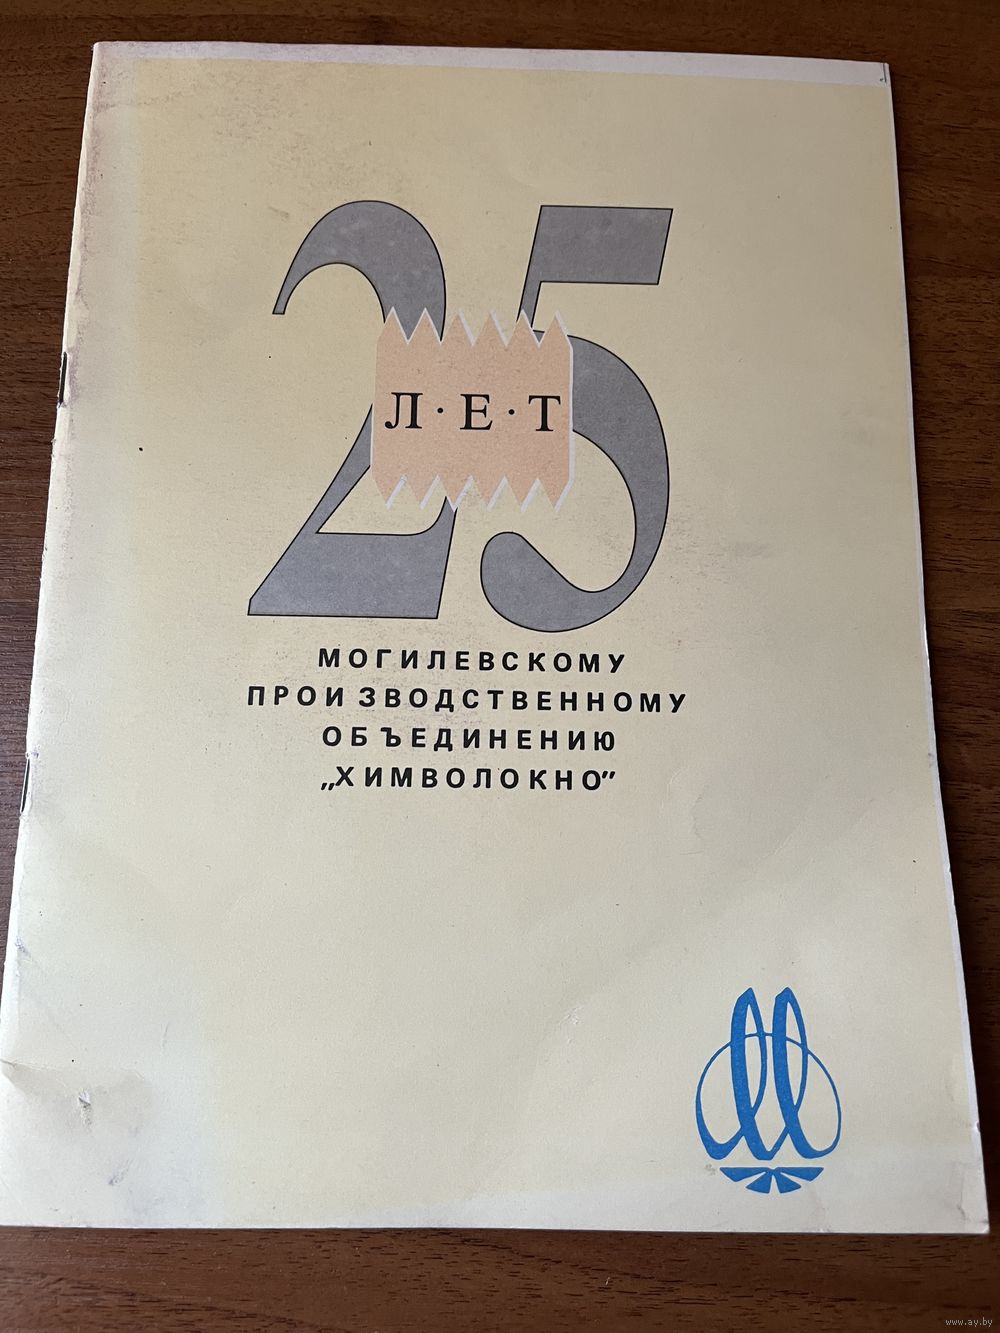 25
Л·Е·Т
МОГИЛЕВСКОМУ
ПРОИЗВОДСТВЕННОМУ
ОБЪЕДИНЕНИЮ
„ХИМВОЛОКНО”
www.ay.by